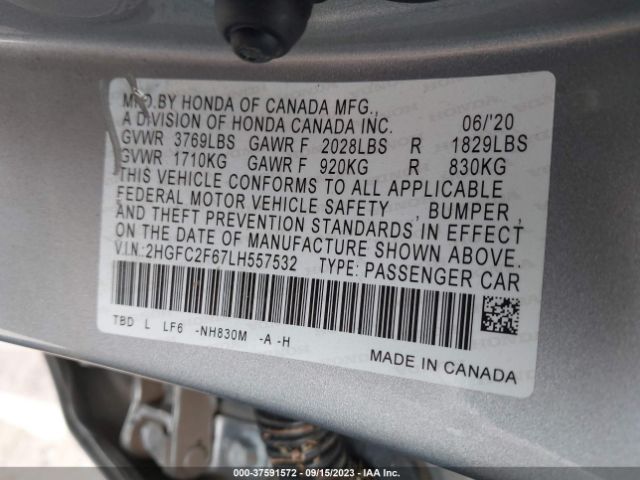 MFD.BY HONDA OF CANADA MFG.,
A DIVISION OF HONDA CANADA INC. 06/'20
GVWR 3769LBS GAWR F 2028LBS R 1829LBS
GVWR 1710KG GAWR F 920KG R 830KG
THIS VEHICLE CONFORMS TO ALL APPLICABLE
FEDERAL MOTOR VEHICLE SAFETY , BUMPER ,
AND THEFT PREVENTION STANDARDS IN EFFECT
ON THE DATE OF MANUFACTURE SHOWN ABOVE.
V.I.N.:2HGFC2F67LH557532 TYPE: PASSENGER CAR
TBD L LF6 -NH830M -A -H
MADE IN CANADA
000-37591572 - 09/15/2023 - IAA Inc.